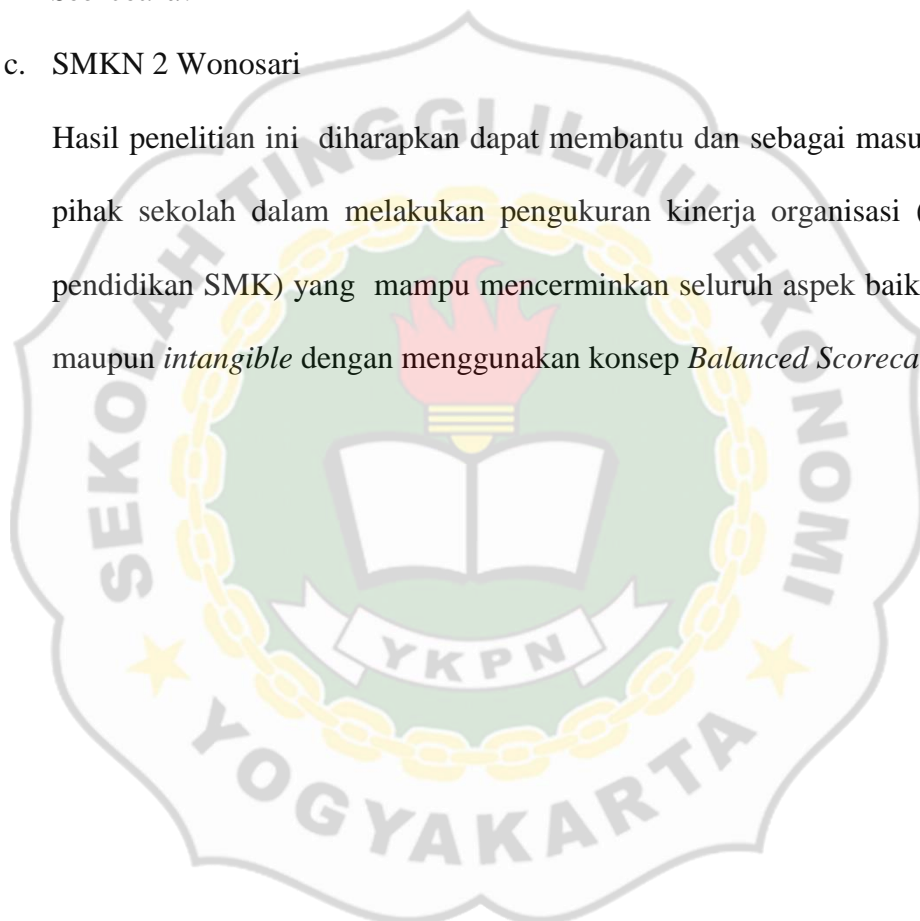 c. SMKN 2 Wonosari
Hasil penelitian ini diharapkan dapat membantu dan sebagai
pihak sekolah dalam melakukan pengukuran kinerja organisasi (
pendidikan SMK) yang mampu mencerminkan seluruh aspek baik
maupun intangible dengan menggunakan konsep Balanced
SEKOLAH TINGGI ILMU EKONOMI
YKPN
YOGYAKARTA